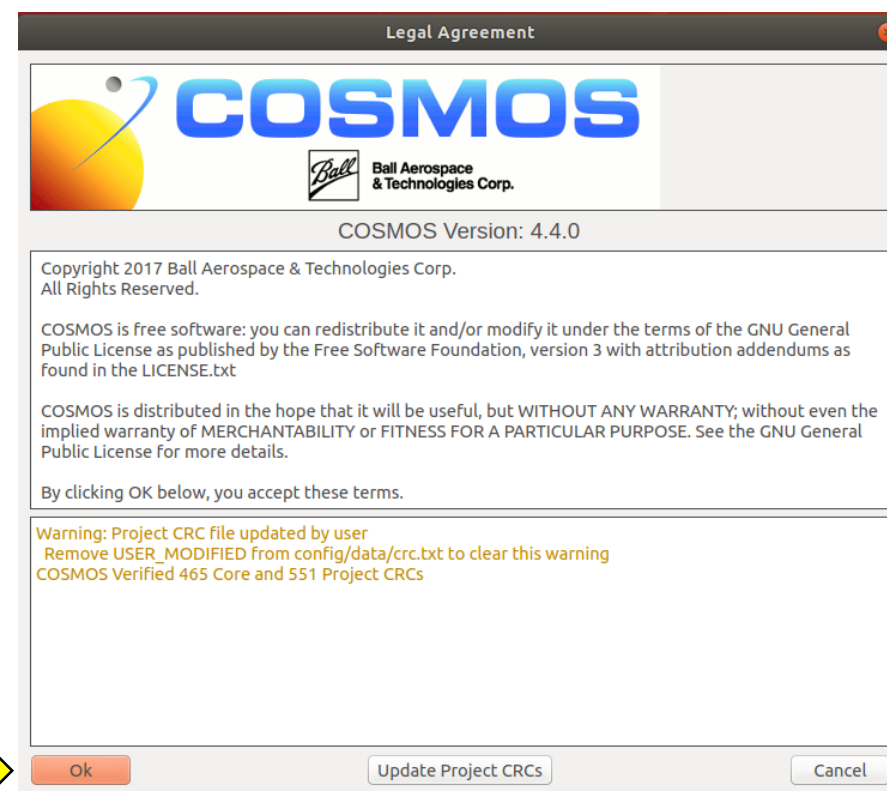 Legal Agreement
COSMOS
Ball
Ball Aerospace
& Technologies Corp.
COSMOS Version: 4.4.0
Copyright 2017 Ball Aerospace & Technologies Corp.
All Rights Reserved.
COSMOS is free software: you can redistribute it and/or modify it under the terms of the GNU General
Public License as published by the Free Software Foundation, version 3 with attribution addendums as
found in the LICENSE.txt
COSMOS is distributed in the hope that it will be useful, but WITHOUT ANY WARRANTY; without even the
implied warranty of MERCHANTABILITY or FITNESS FOR A PARTICULAR PURPOSE. See the GNU General
Public License for more details.
By clicking OK below, you accept these terms.
Warning: Project CRC file updated by user
Remove USER_MODIFIED from config/data/crc.txt to clear this warning
COSMOS Verified 465 Core and 551 Project CRCs
Ok
Update Project CRCs
Cancel